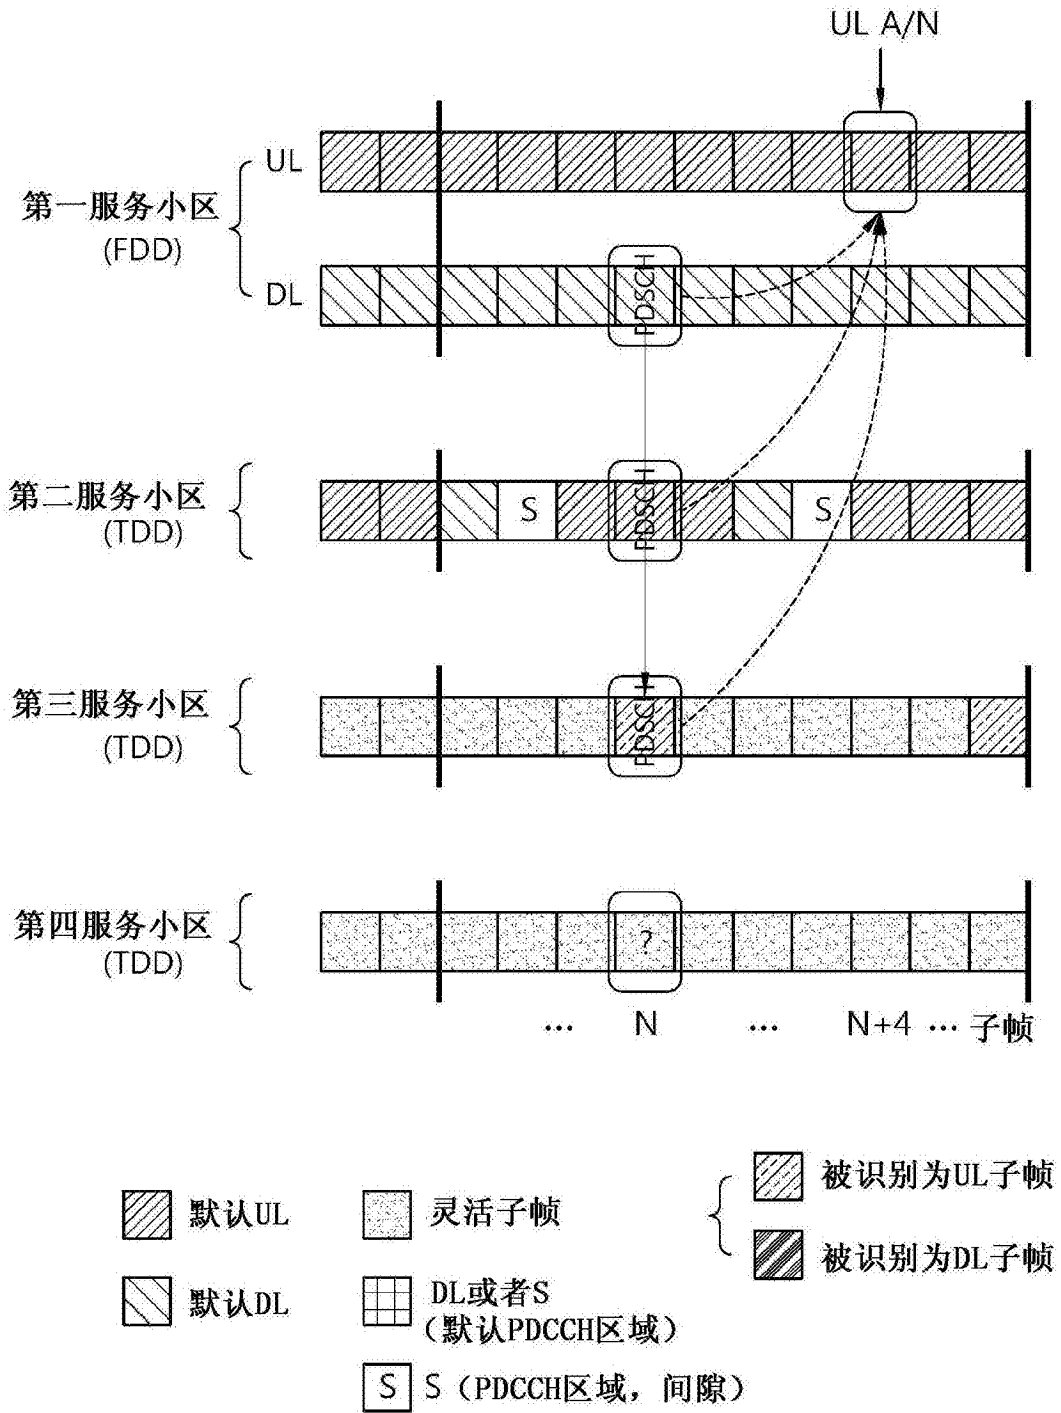 UL A/N
UL
第一服务小区
(FDD)
DL
PDSCH
第二服务小区
(TDD)
S
PDSCH
S
第三服务小区
(TDD)
PDSCH
第四服务小区
(TDD)
?
... N ... N+4 ... 子帧
默认UL
灵活子帧
被识别为UL子帧
默认DL
DL或者S
(默认PDCCH区域)
被识别为DL子帧
S S (PDCCH区域，间隙)